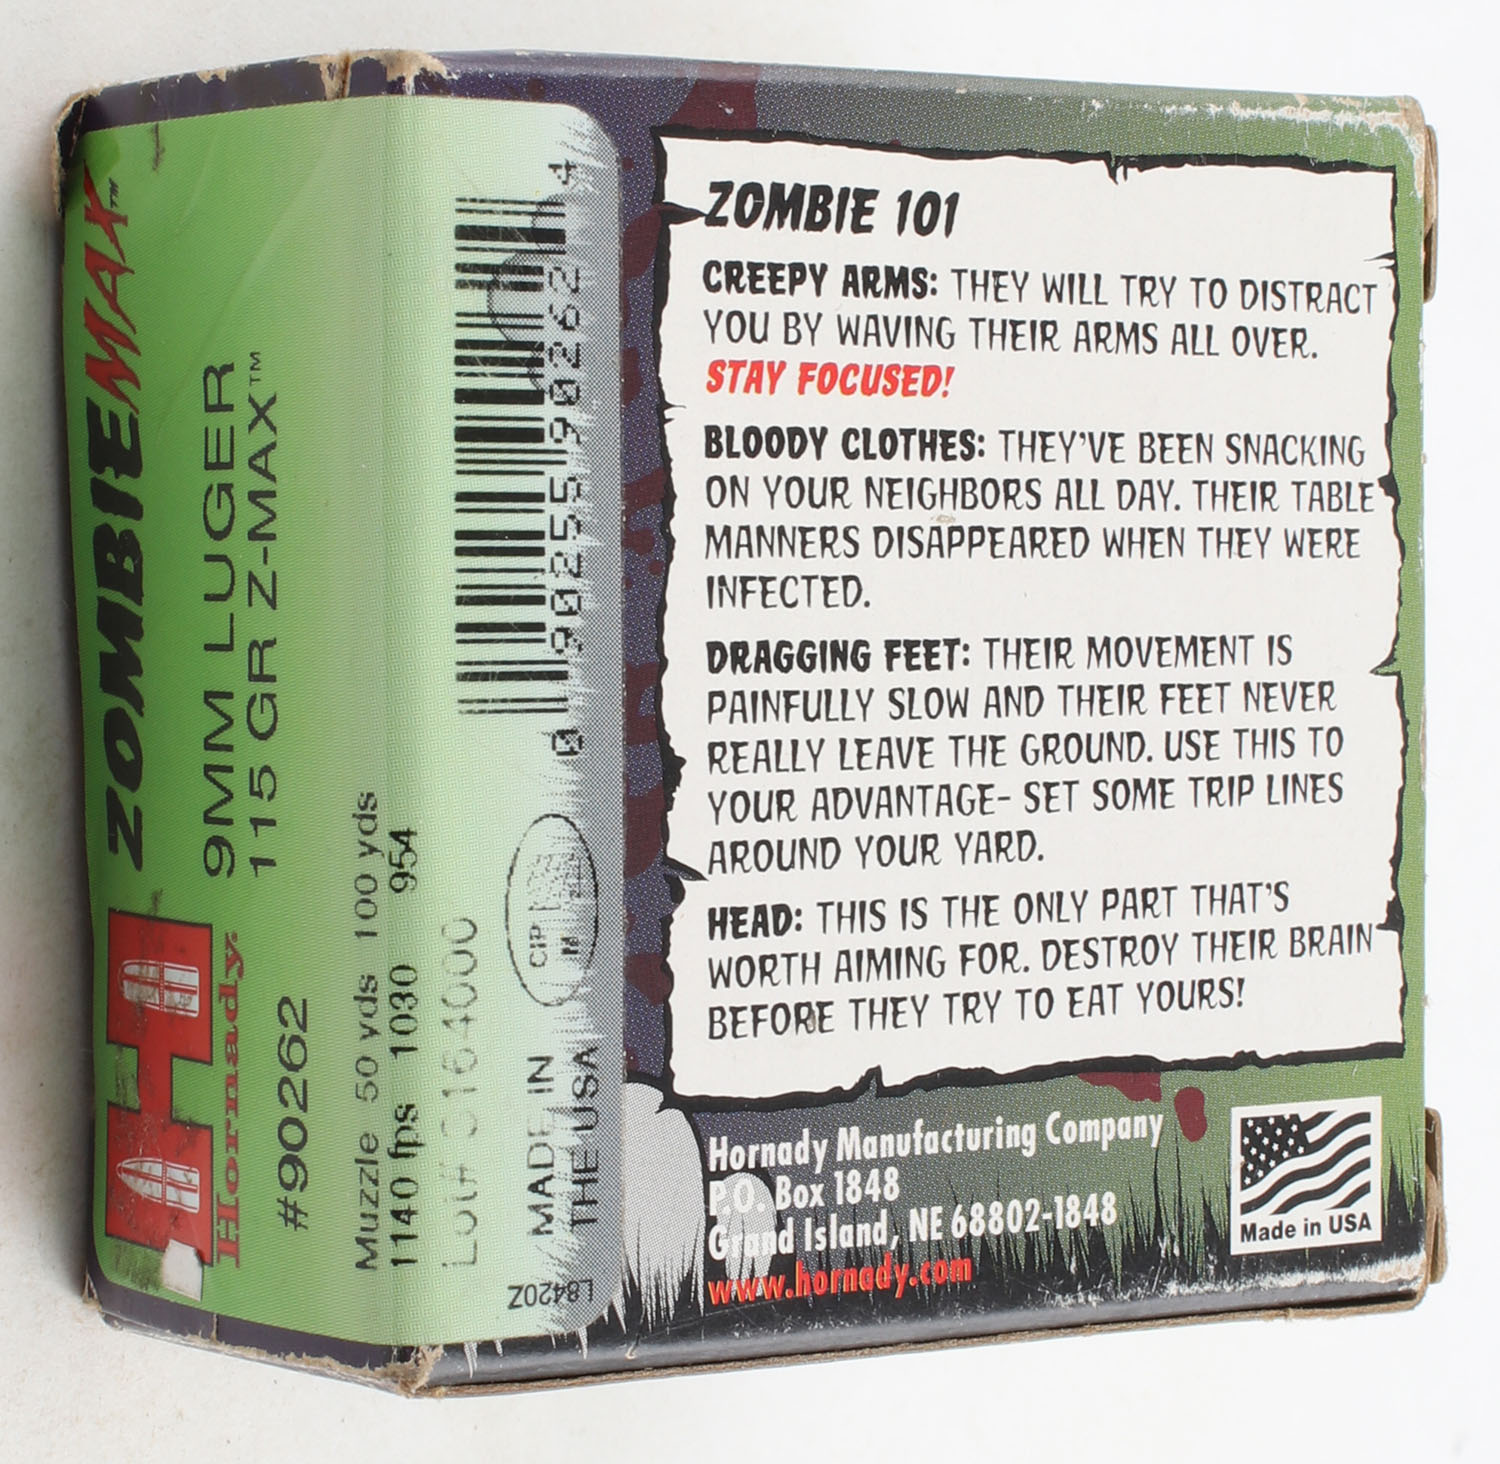 ZOMBIEMAX™
9MM LUGER
115 GR Z-MAX™
Hornady
#90262
Muzzle 50 yds 100 yds
1140 fps 1030 954
Lot#
MADE IN
THE USA
L8420Z
0 90255 90262 4
CIP
ZOMBIE 101
CREEPY ARMS: THEY WILL TRY TO DISTRACT
YOU BY WAVING THEIR ARMS ALL OVER.
STAY FOCUSED!
BLOODY CLOTHES: THEY'VE BEEN SNACKING
ON YOUR NEIGHBORS ALL DAY. THEIR TABLE
MANNERS DISAPPEARED WHEN THEY WERE
INFECTED.
DRAGGING FEET: THEIR MOVEMENT IS
PAINFULLY SLOW AND THEIR FEET NEVER
REALLY LEAVE THE GROUND. USE THIS TO
YOUR ADVANTAGE- SET SOME TRIP LINES
AROUND YOUR YARD.
HEAD: THIS IS THE ONLY PART THAT'S
WORTH AIMING FOR. DESTROY THEIR BRAIN
BEFORE THEY TRY TO EAT YOURS!
Hornady Manufacturing Company
P.O. Box 1848
Grand Island, NE 68802-1848
www.hornady.com
Made in USA